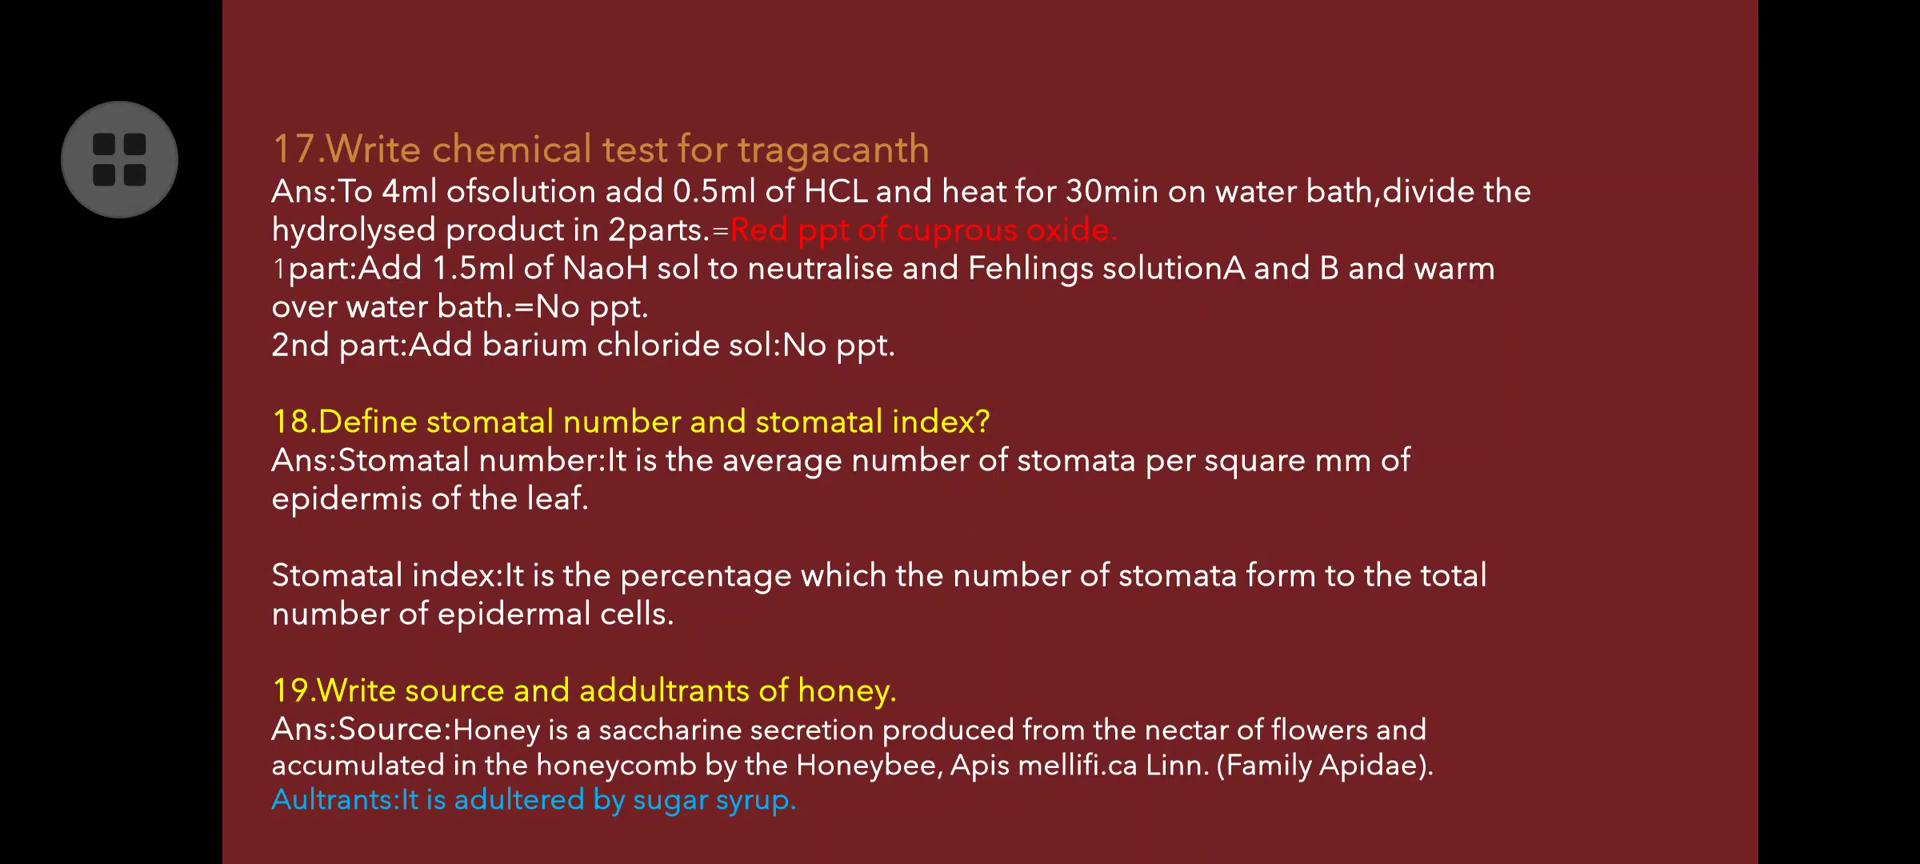 17.Write chemical test for tragacanth
Ans:To 4ml ofsolution add 0.5ml of HCL and heat for 30min on water bath,divide the
hydrolysed product in 2parts.=Red ppt of cuprous oxide.
1part:Add 1.5ml of NaoH sol to neutralise and Fehlings solutionA and B and warm
over water bath.=No ppt.
2nd part:Add barium chloride sol:No ppt.
18.Define stomatal number and stomatal index?
Ans:Stomatal number:It is the average number of stomata per square mm of
epidermis of the leaf.
Stomatal index:It is the percentage which the number of stomata form to the total
number of epidermal cells.
19.Write source and addultrants of honey.
Ans:Source:Honey is a saccharine secretion produced from the nectar of flowers and
accumulated in the honeycomb by the Honeybee, Apis mellifi.ca Linn. (Family Apidae).
Aultrants:It is adultered by sugar syrup.